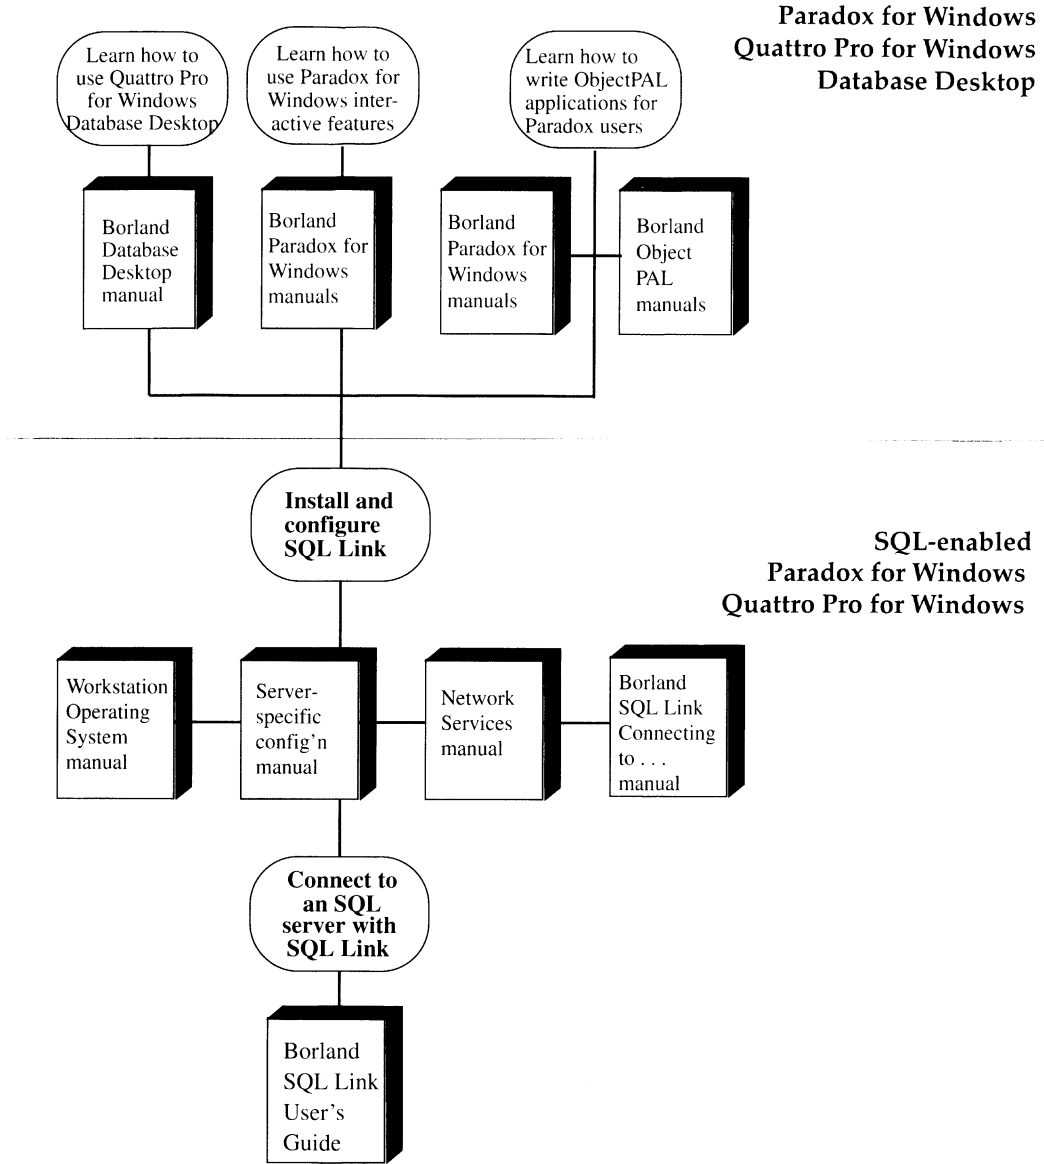 Paradox for Windows
Quattro Pro for Windows
Database Desktop
Learn how to
use Quattro Pro
for Windows
Database Desktop
Learn how to
use Paradox for
Windows inter-
active features
Learn how to
write ObjectPAL
applications for
Paradox users
Borland
Database
Desktop
manual
Borland
Paradox for
Windows
manuals
Borland
Paradox for
Windows
manuals
Borland
Object
PAL
manuals
Install and
configure
SQL Link
SQL-enabled
Paradox for Windows
Quattro Pro for Windows
Workstation
Operating
System
manual
Server-
specific
config'n
manual
Network
Services
manual
Borland
SQL Link
Connecting
to . . .
manual
Connect to
an SQL
server with
SQL Link
Borland
SQL Link
User's
Guide